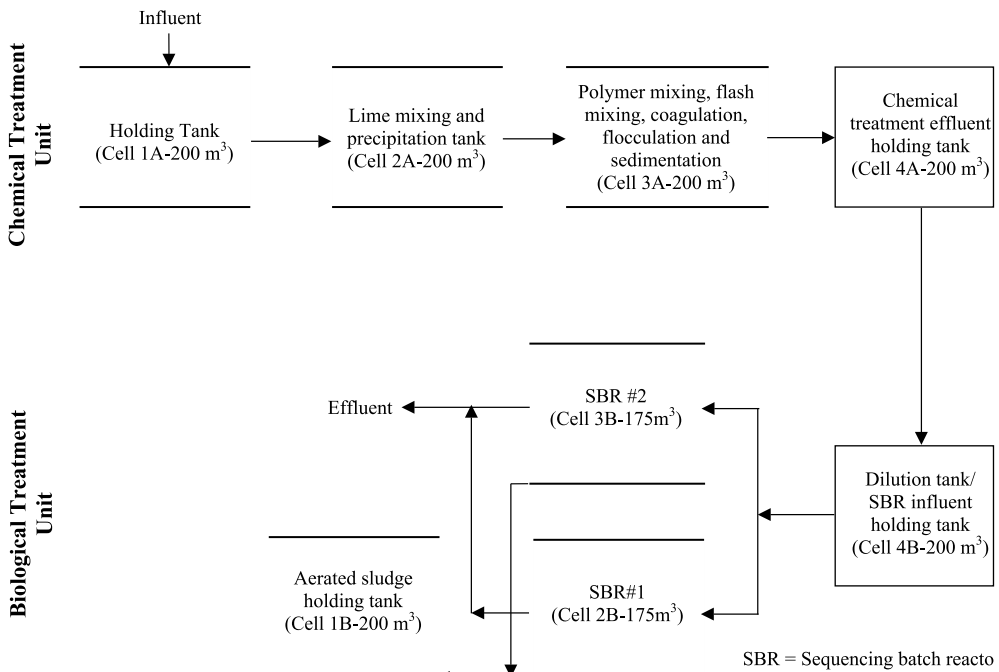 Influent
Chemical Treatment
Unit
Holding Tank
(Cell 1A-200 m³)
Lime mixing and
precipitation tank
(Cell 2A-200 m³)
Polymer mixing, flash
mixing, coagulation,
flocculation and
sedimentation
(Cell 3A-200 m³)
Chemical
treatment effluent
holding tank
(Cell 4A-200 m³)
Biological Treatment
Unit
Effluent
SBR #2
(Cell 3B-175m³)
Dilution tank/
SBR influent
holding tank
(Cell 4B-200 m³)
Aerated sludge
holding tank
(Cell 1B-200 m³)
SBR#1
(Cell 2B-175m³)
SBR = Sequencing batch reacto